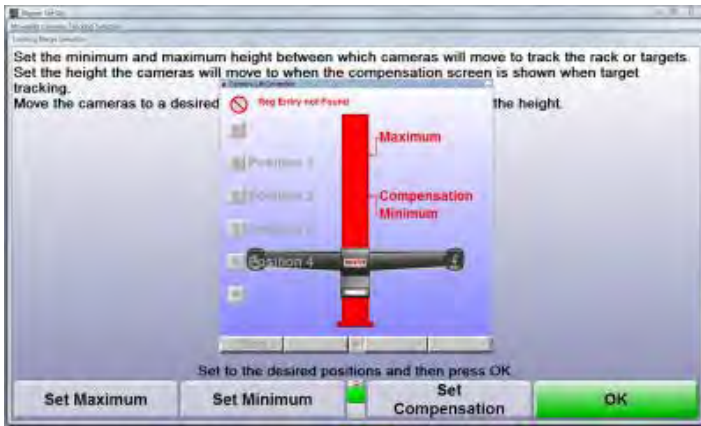 Set the minimum and maximum height between which cameras will move to track the rack or targets.
Set the height the cameras will move to when the compensation screen is shown when target
tracking.
Move the cameras to a desired the height.
Reg Entry not Found
Maximum
Position 2
Compensation
Minimum
Position 4
Set to the desired positions and then press OK
Set Maximum
Set Minimum
Set
Compensation
OK